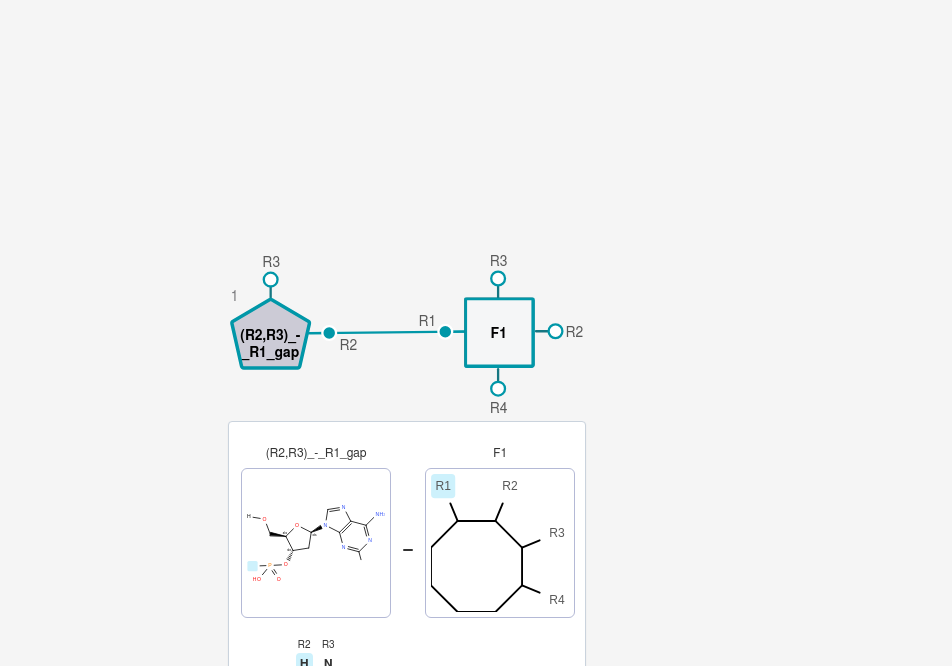 R3
R3
1
(R2,R3)_-
_R1_gap
R2
R1
F1
R2
R4
(R2,R3)_-_R1_gap
F1
R1
R2
R3
R4
H
O
O
N
N
NH₂
N
N
N
O
P
HO
O
–
R2 R3
H N